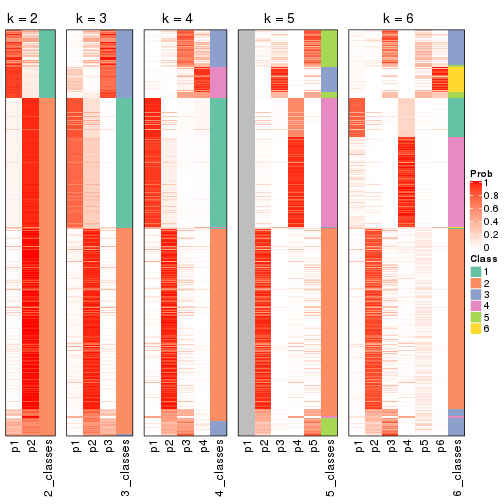 k = 2
k = 3
k = 4
k = 5
k = 6
Prob
1
0.8
0.6
0.4
0.2
0
Class
1
2
3
4
5
6
p1
p2
2_classes
p1
p2
p3
3_classes
p1
p2
p3
p4
4_classes
p1
p2
p3
p4
p5
5_classes
p1
p2
p3
p4
p5
p6
6_classes